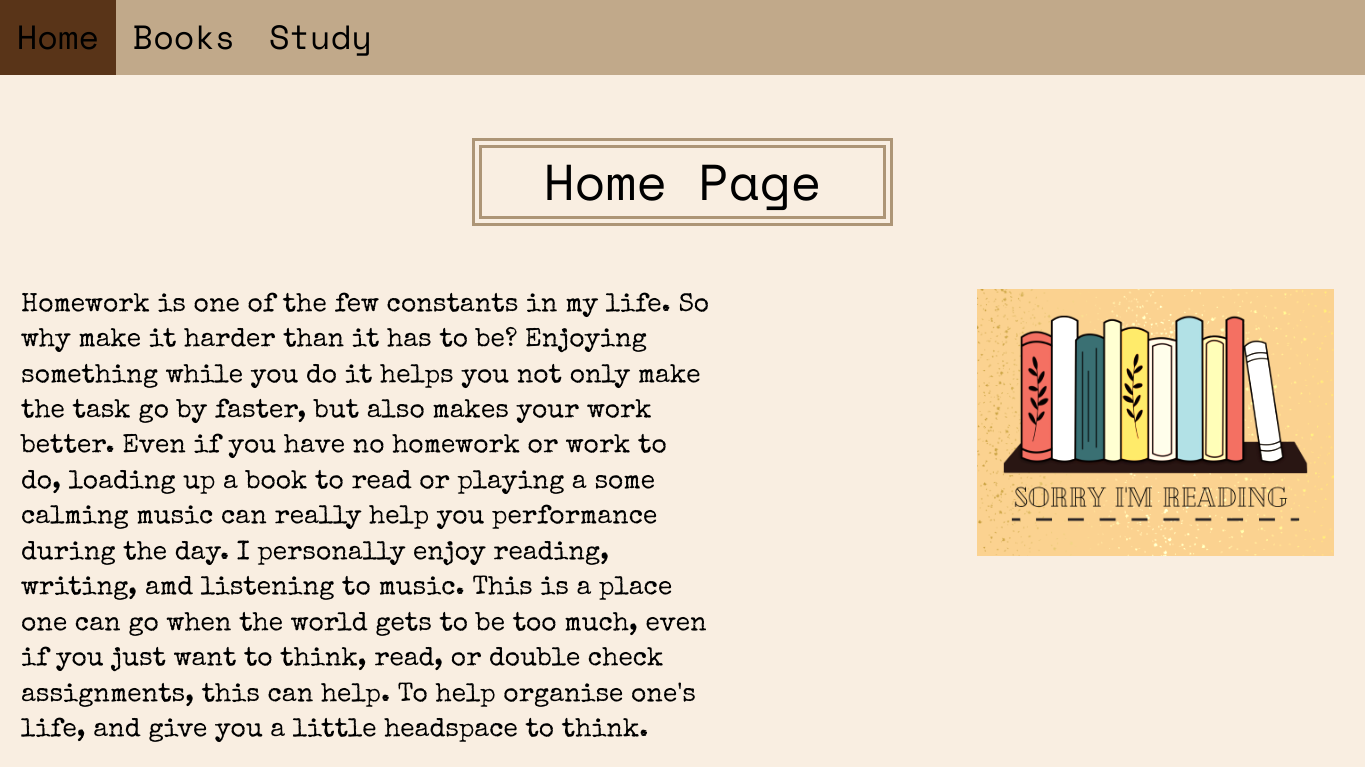 Home Books Study
Home Page
Homework is one of the few constants in my life. So
why make it harder than it has to be? Enjoying
something while you do it helps you not only make
the task go by faster, but also makes your work
better. Even if you have no homework or work to
do, loading up a book to read or playing a some
calming music can really help you performance
during the day. I personally enjoy reading,
writing, amd listening to music. This is a place
one can go when the world gets to be too much, even
if you just want to think, read, or double check
assignments, this can help. To help organise one's
life, and give you a little headspace to think.
SORRY I'M READING